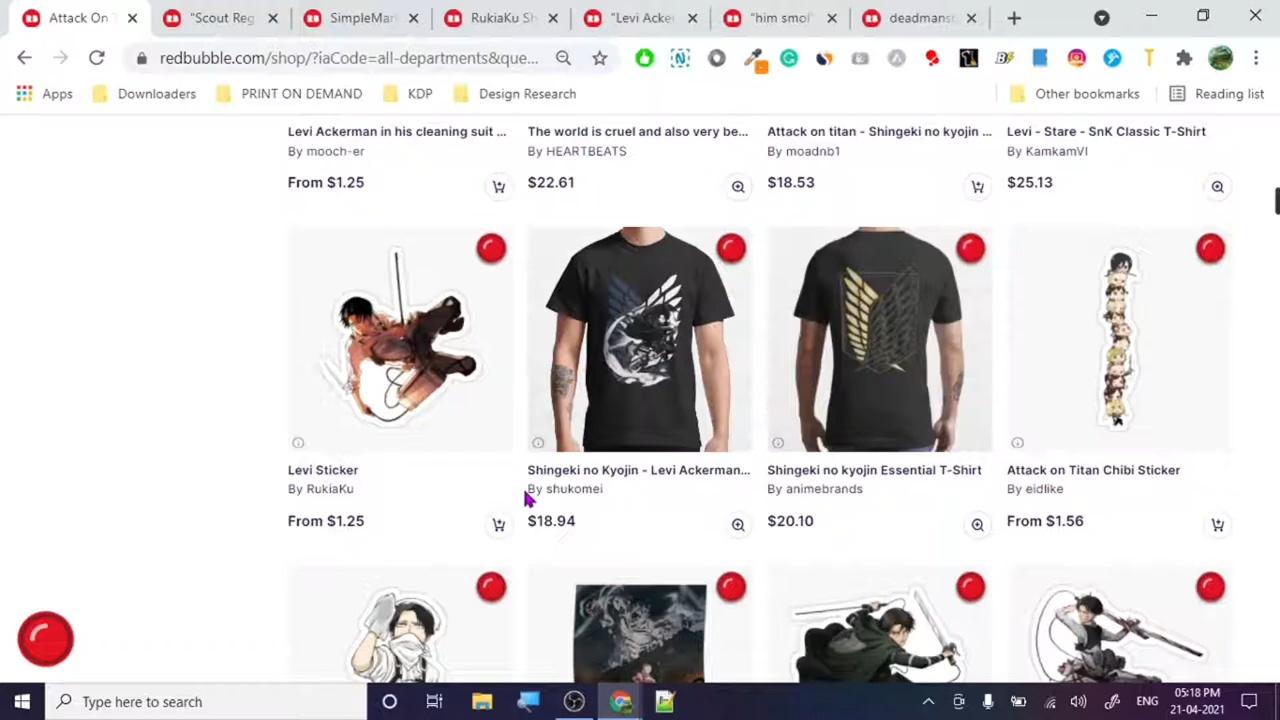 Attack On T
"Scout Reg
SimpleMar
RukiaKu Sh
"Levi Acker
"him smol"
deadmanst
redbubble.com/shop/?iaCode=all-departments&que...
Apps
Downloaders
PRINT ON DEMAND
KDP
Design Research
Other bookmarks
Reading list
Levi Ackerman in his cleaning suit ...
By mooch-er
From $1.25
The world is cruel and also very be...
By HEARTBEATS
$22.61
Attack on titan - Shingeki no kyojin ...
By moadnb1
$18.53
Levi - Stare - SnK Classic T-Shirt
By KamkamVI
$25.13
Levi Sticker
By RukiaKu
From $1.25
Shingeki no Kyojin - Levi Ackerman...
By shukomei
$18.94
Shingeki no kyojin Essential T-Shirt
By animebrands
$20.10
Attack on Titan Chibi Sticker
By eidlike
From $1.56
Type here to search
ENG
05:18 PM
21-04-2021